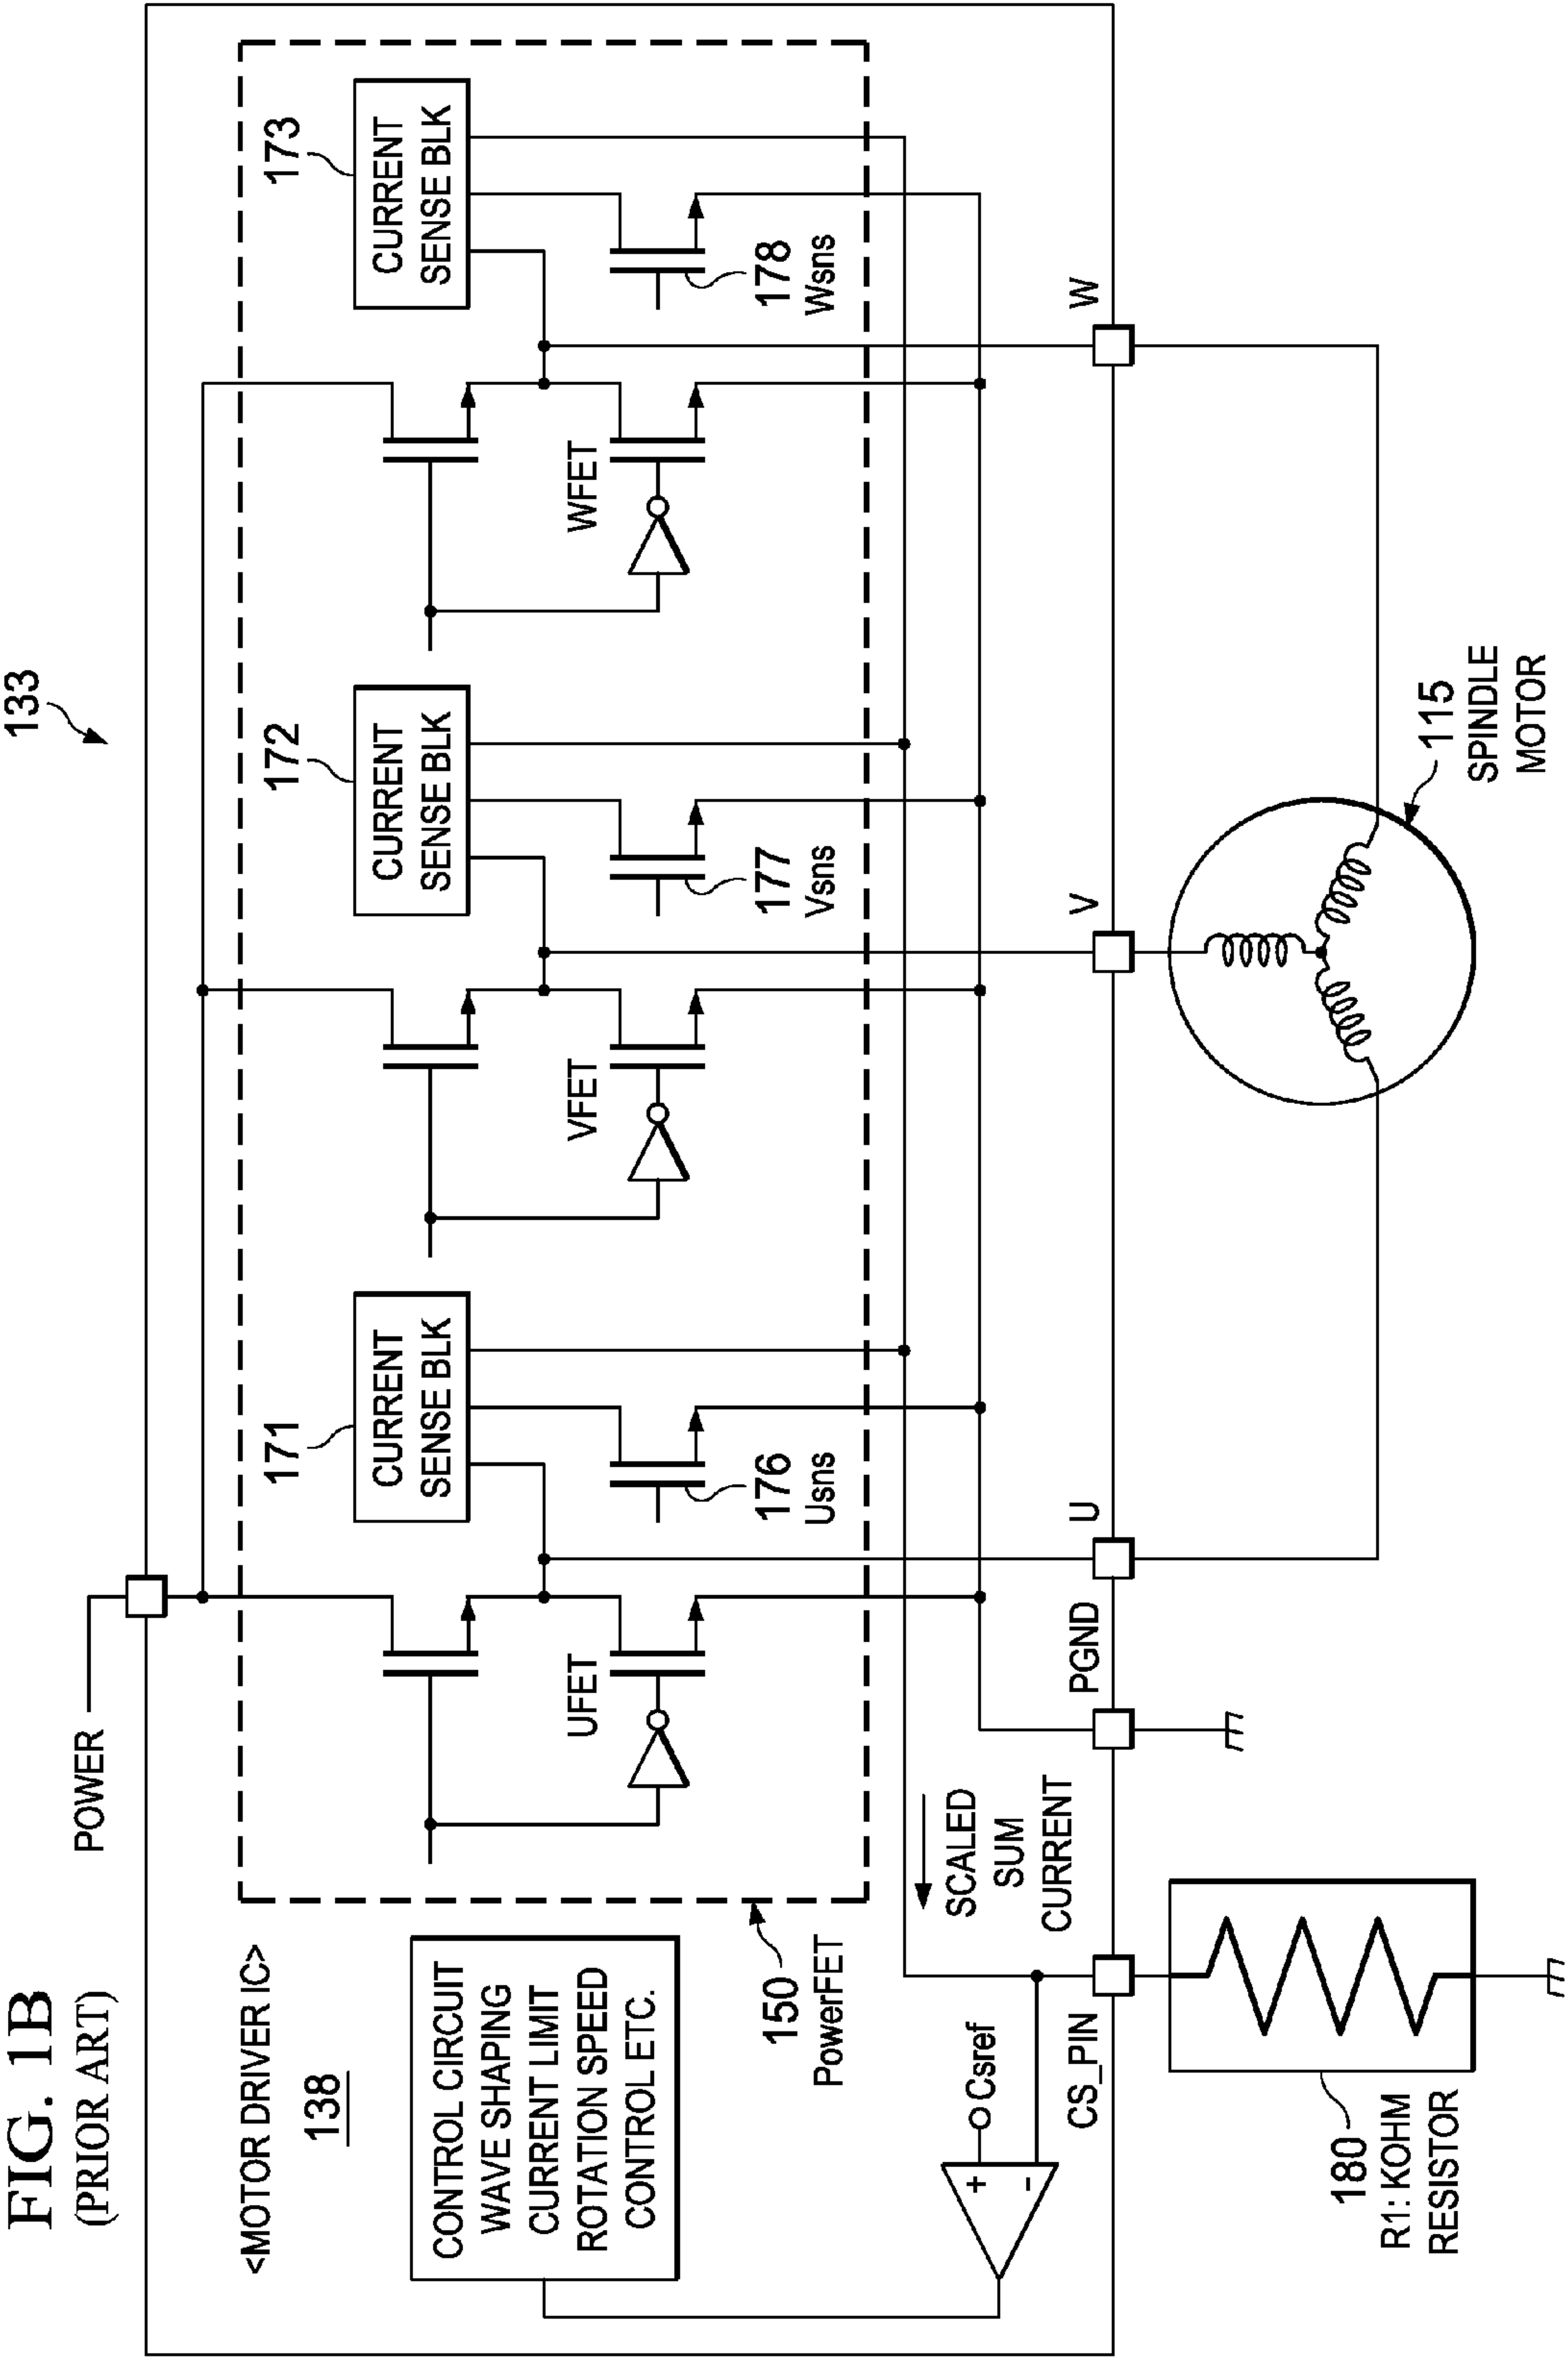 FIG. 1B
(PRIOR ART)
133
POWER
<MOTOR DRIVER IC>
138
CONTROL CIRCUIT
WAVE SHAPING
CURRENT LIMIT
ROTATION SPEED
CONTROL ETC.
150
PowerFET
171
CURRENT
SENSE BLK
172
CURRENT
SENSE BLK
173
CURRENT
SENSE BLK
UFET
VFET
WFET
176
Usns
177
Vsns
178
Wsns
SCALED
SUM
CURRENT
Csref
+
-
CS_PIN
PGND
U
V
W
180
R1: KOHM
RESISTOR
115
SPINDLE
MOTOR